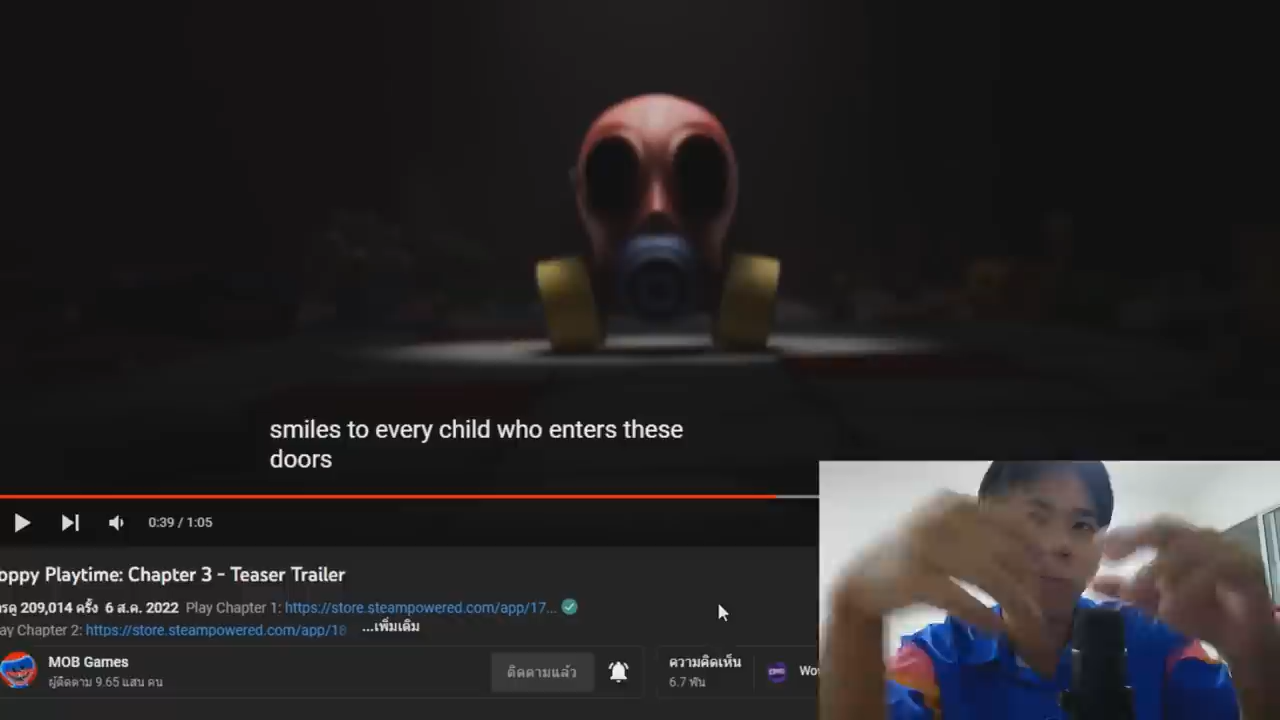 smiles to every child who enters these
doors
0:39 / 1:05
oppy Playtime: Chapter 3 - Teaser Trailer
ารดู 209,014 ครั้ง 6 ส.ค. 2022 Play Chapter 1: https://store.steampowered.com/app/17...
ay Chapter 2: https://store.steampowered.com/app/18 ...เพิ่มเติม
MOB Games
ผู้ติดตาม 9.65 แสน คน
ติดตามแล้ว
ความคิดเห็น
6.7 พัน
Wo